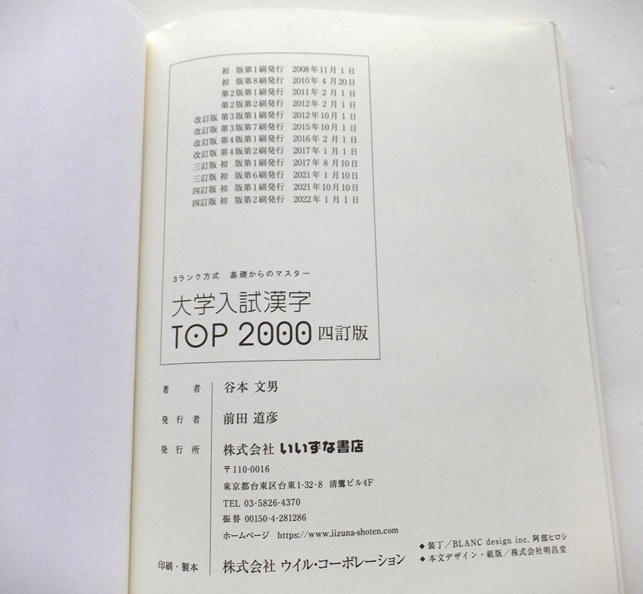 初 版第1刷発行 2008年11月1日
初 版第8刷発行 2010年4月20日
第2版第1刷発行 2011年2月1日
第2版第2刷発行 2012年2月1日
改訂版 第3版第1刷発行 2012年10月1日
改訂版 第3版第7刷発行 2015年10月1日
改訂版 第4版第1刷発行 2016年2月1日
改訂版 第4版第2刷発行 2017年1月1日
三訂版 初 版第1刷発行 2017年8月10日
三訂版 初 版第6刷発行 2021年1月10日
四訂版 初 版第1刷発行 2021年10月10日
四訂版 初 版第2刷発行 2022年1月1日
3ランク方式 基礎からのマスター
大学入試漢字
TOP 2000 四訂版
著者 谷本 文男
発行者 前田 道彦
発行所 株式会社 いいずな書店
〒110-0016
東京都台東区台東1-32-8 清鷹ビル4F
TEL 03-5826-4370
振替 00150-4-281286
ホームページ https://www.iizuna-shoten.com
印刷・製本 株式会社 ウイル・コーポレーション
◆装丁/BLANC design inc. 阿部ヒロシ
◆本文デザイン・組版/株式会社明昌堂